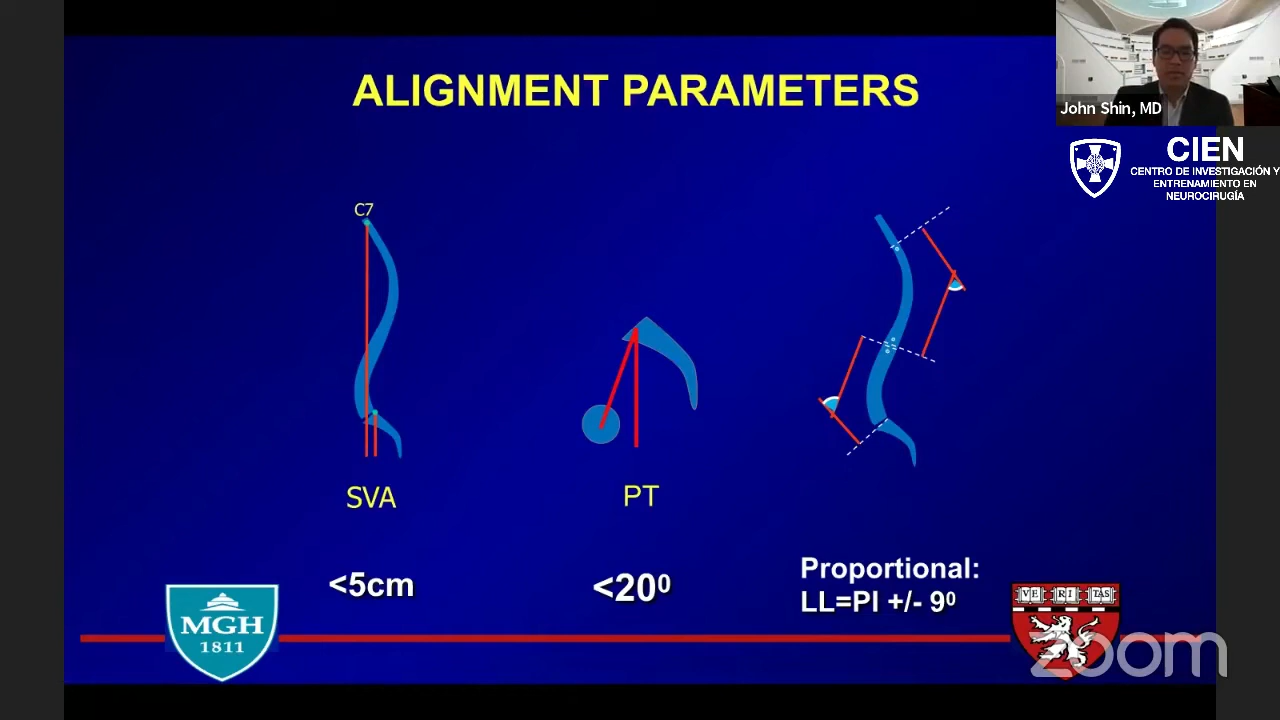 ALIGNMENT PARAMETERS
John Shin, MD
CIEN
CENTRO DE INVESTIGACIÓN Y
ENTRENAMIENTO EN
NEUROCIRUGÍA
C7
SVA
PT
<5cm
<20⁰
Proportional:
LL=PI +/- 9⁰
MGH
1811
VE RI TAS
zoom